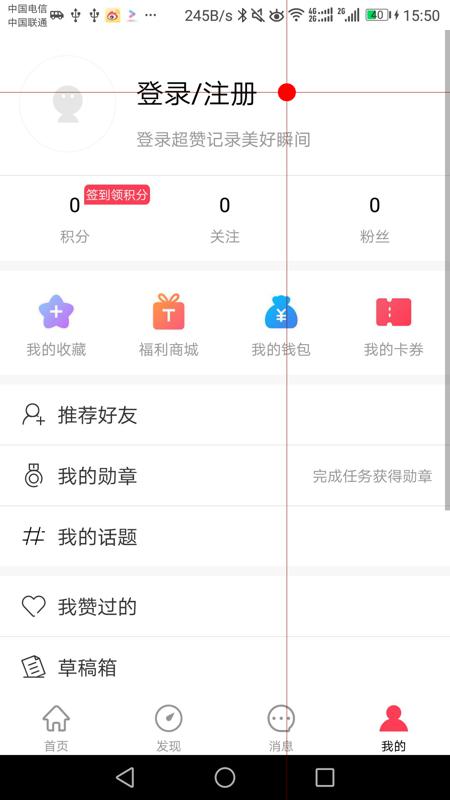 中国电信
中国联通
245B/s 4G 2G 2G 40 15:50
登录/注册
登录超赞记录美好瞬间
0 签到领积分 0 0
积分 关注 粉丝
T ¥
我的收藏 福利商城 我的钱包 我的卡券
推荐好友
我的勋章 完成任务获得勋章
我的话题
我赞过的
草稿箱
首页 发现 消息 我的